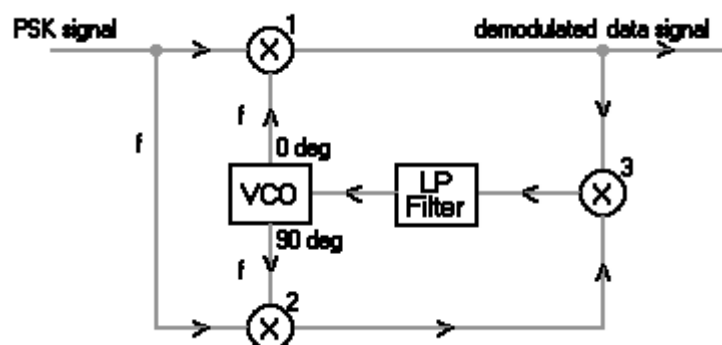 PSK signal
demodulated data signal
1
X
f
f
0 deg
3
VCO
LP
Filter
X
90 deg
f
2
X